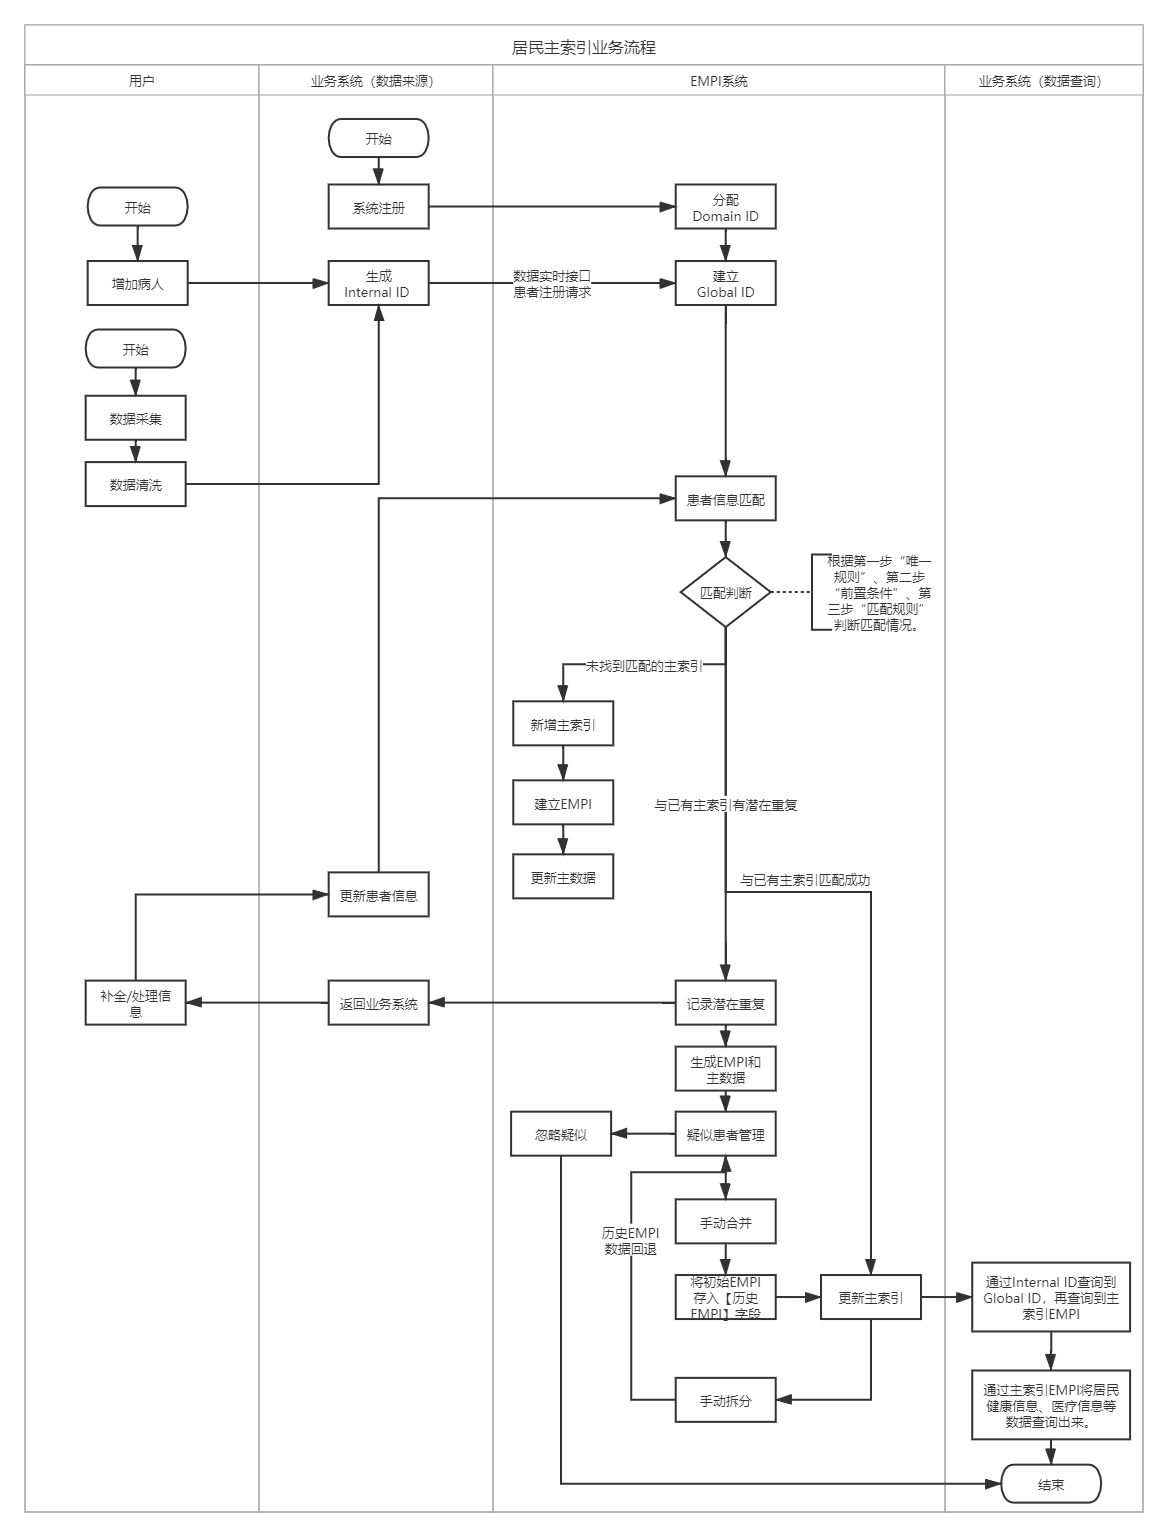 居民主索引业务流程
用户
业务系统（数据来源）
EMPI系统
业务系统（数据查询）
开始
开始
系统注册
分配
Domain ID
增加病人
生成
Internal ID
数据实时接口
患者注册请求
建立
Global ID
开始
数据采集
数据清洗
患者信息匹配
匹配判断
根据第一步“唯一
规则”、第二步
“前置条件”、第
三步“匹配规则”
判断匹配情况。
未找到匹配的主索引
新增主索引
建立EMPI
与已有主索引有潜在重复
更新主数据
与已有主索引匹配成功
更新患者信息
补全/处理信
息
返回业务系统
记录潜在重复
生成EMPI和
主数据
忽略疑似
疑似患者管理
手动合并
历史EMPI
数据回退
将初始EMPI
存入【历史
EMPI】字段
更新主索引
通过Internal ID查询到
Global ID，再查询到主
索引EMPI
手动拆分
通过主索引EMPI将居民
健康信息、医疗信息等
数据查询出来。
结束